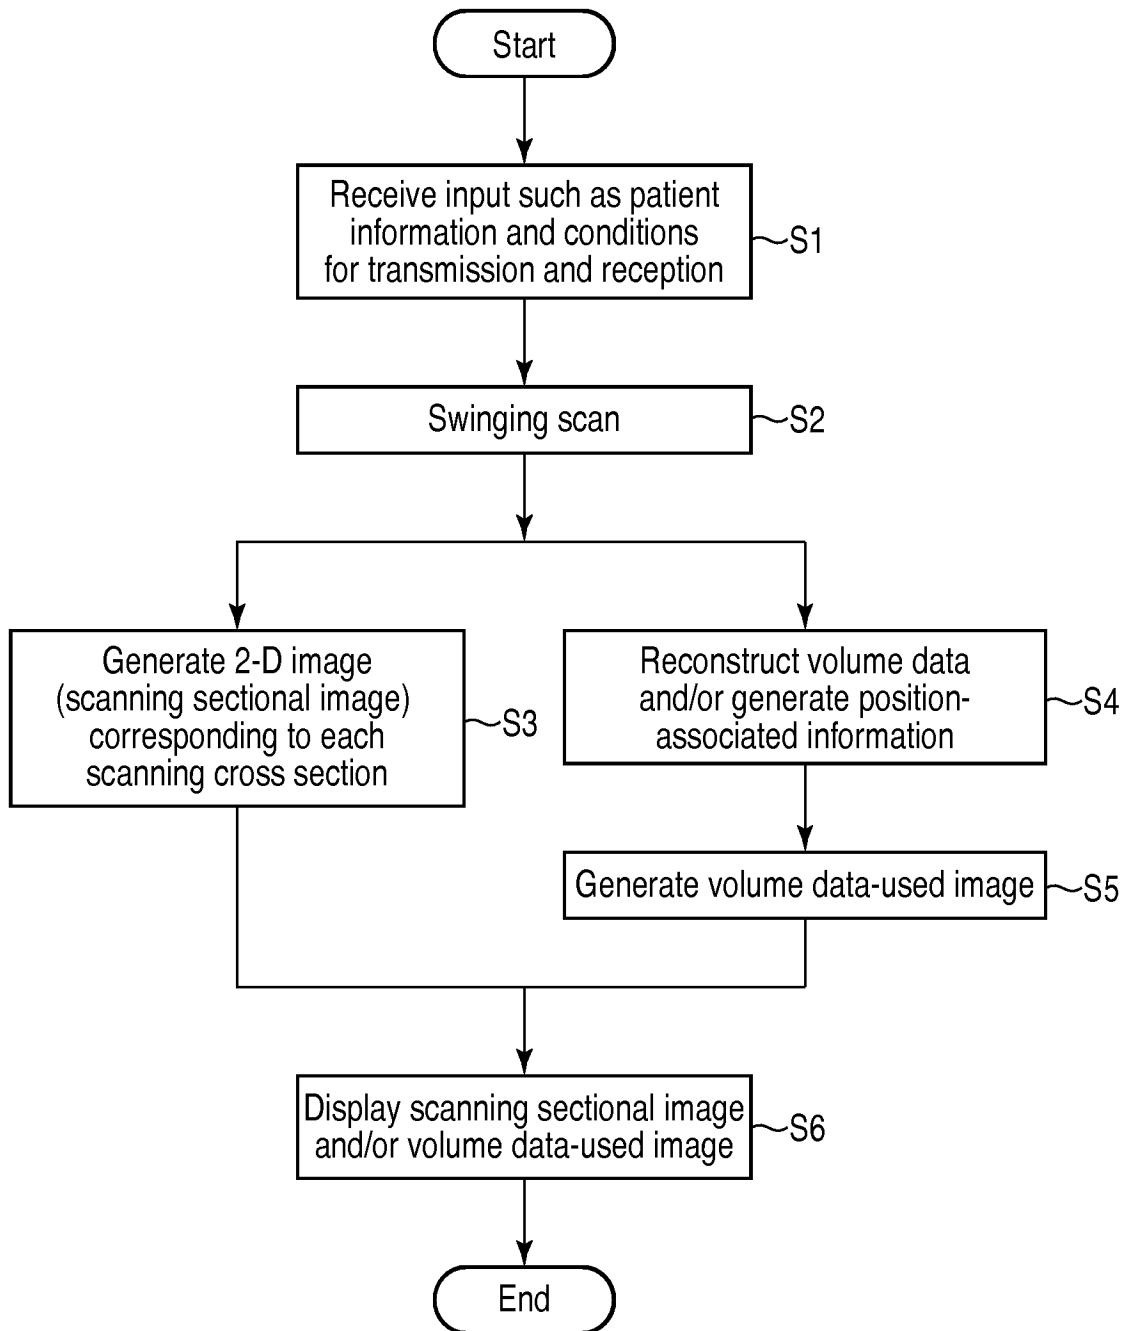 Start
Receive input such as patient
information and conditions
for transmission and reception
S1
Swinging scan
S2
Generate 2-D image
(scanning sectional image)
corresponding to each
scanning cross section
S3
Reconstruct volume data
and/or generate position-
associated information
S4
Generate volume data-used image
S5
Display scanning sectional image
and/or volume data-used image
S6
End